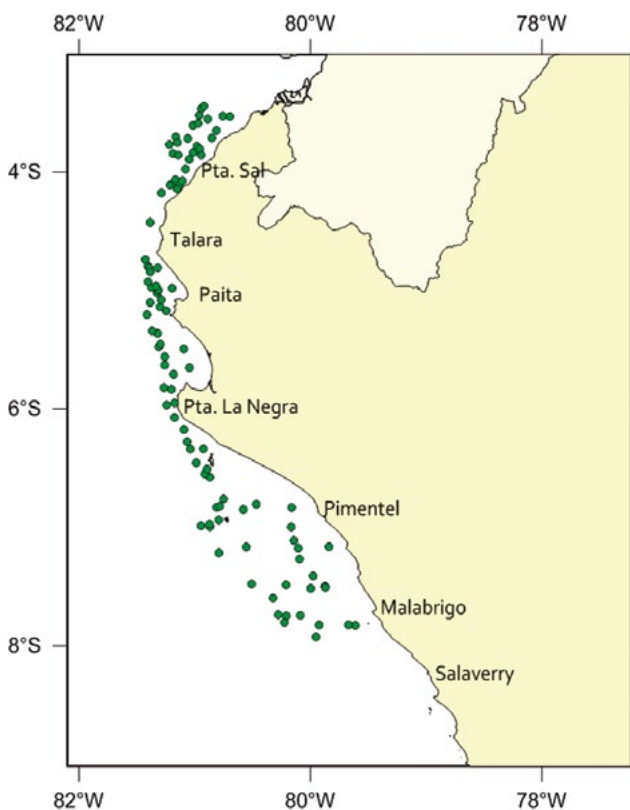 82°W 80°W 78°W
4°S
Pta. Sal
Talara
Paita
6°S
Pta. La Negra
Pimentel
Malabrigo
8°S
Salaverry
82°W 80°W 78°W